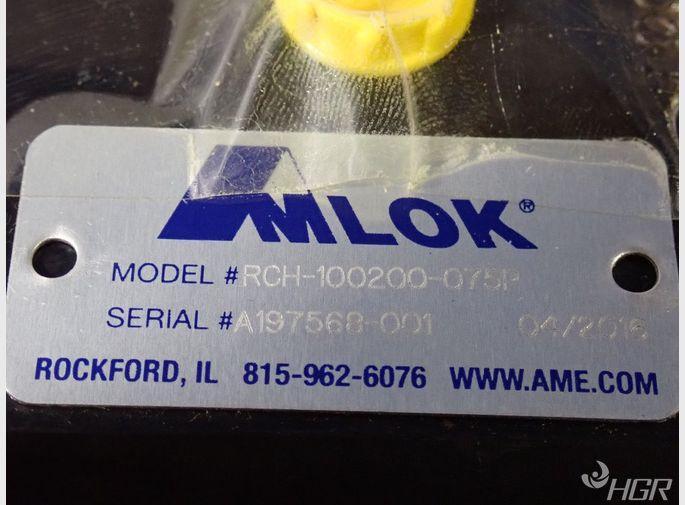 AMLOK®
MODEL # RCH-100200-075P
SERIAL # A197568-001 04/2016
ROCKFORD, IL 815-962-6076 WWW.AME.COM
HGR